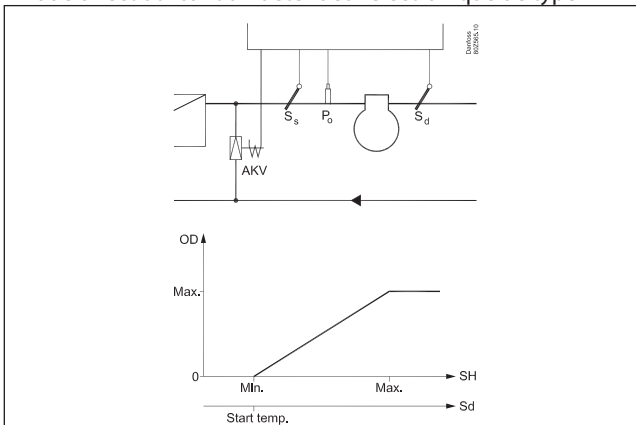 Danfoss
80Z565.10
Ss
Po
Sd
AKV
OD
Max.
0
Min.
Max.
SH
Sd
Start temp.